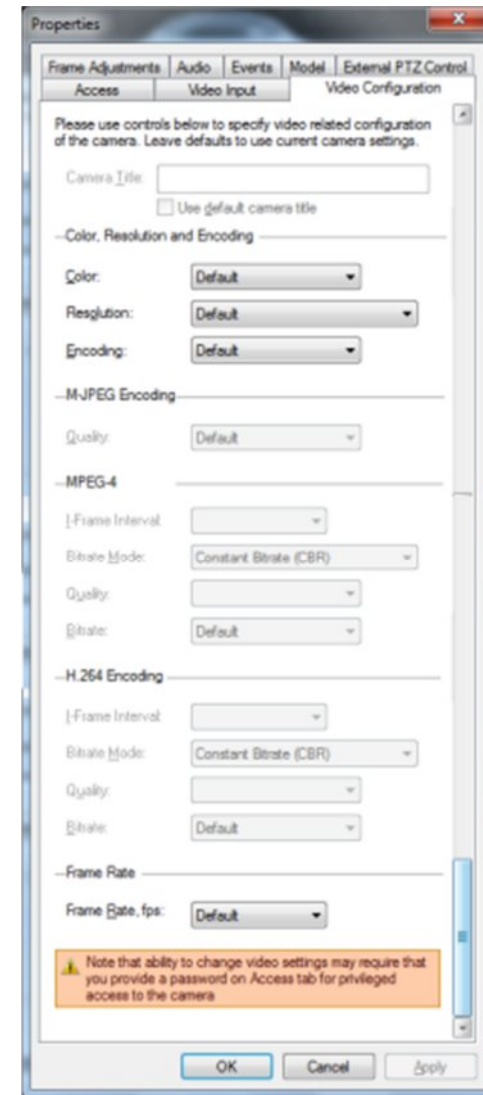 Properties
Frame Adjustments Audio Events Model External PTZ Control
Access Video Input Video Configuration
Please use controls below to specify video related configuration
of the camera. Leave defaults to use current camera settings.
Camera Title:
Use default camera title
Color, Resolution and Encoding
Color: Default
Resolution: Default
Encoding: Default
M-JPEG Encoding
Quality: Default
MPEG-4
I-Frame Interval:
Bitrate Mode: Constant Bitrate (CBR)
Quality:
Bitrate: Default
H.264 Encoding
I-Frame Interval:
Bitrate Mode: Constant Bitrate (CBR)
Quality:
Bitrate: Default
Frame Rate
Frame Rate, fps: Default
Note that ability to change video settings may require that
you provide a password on Access tab for privileged
access to the camera
OK Cancel Apply